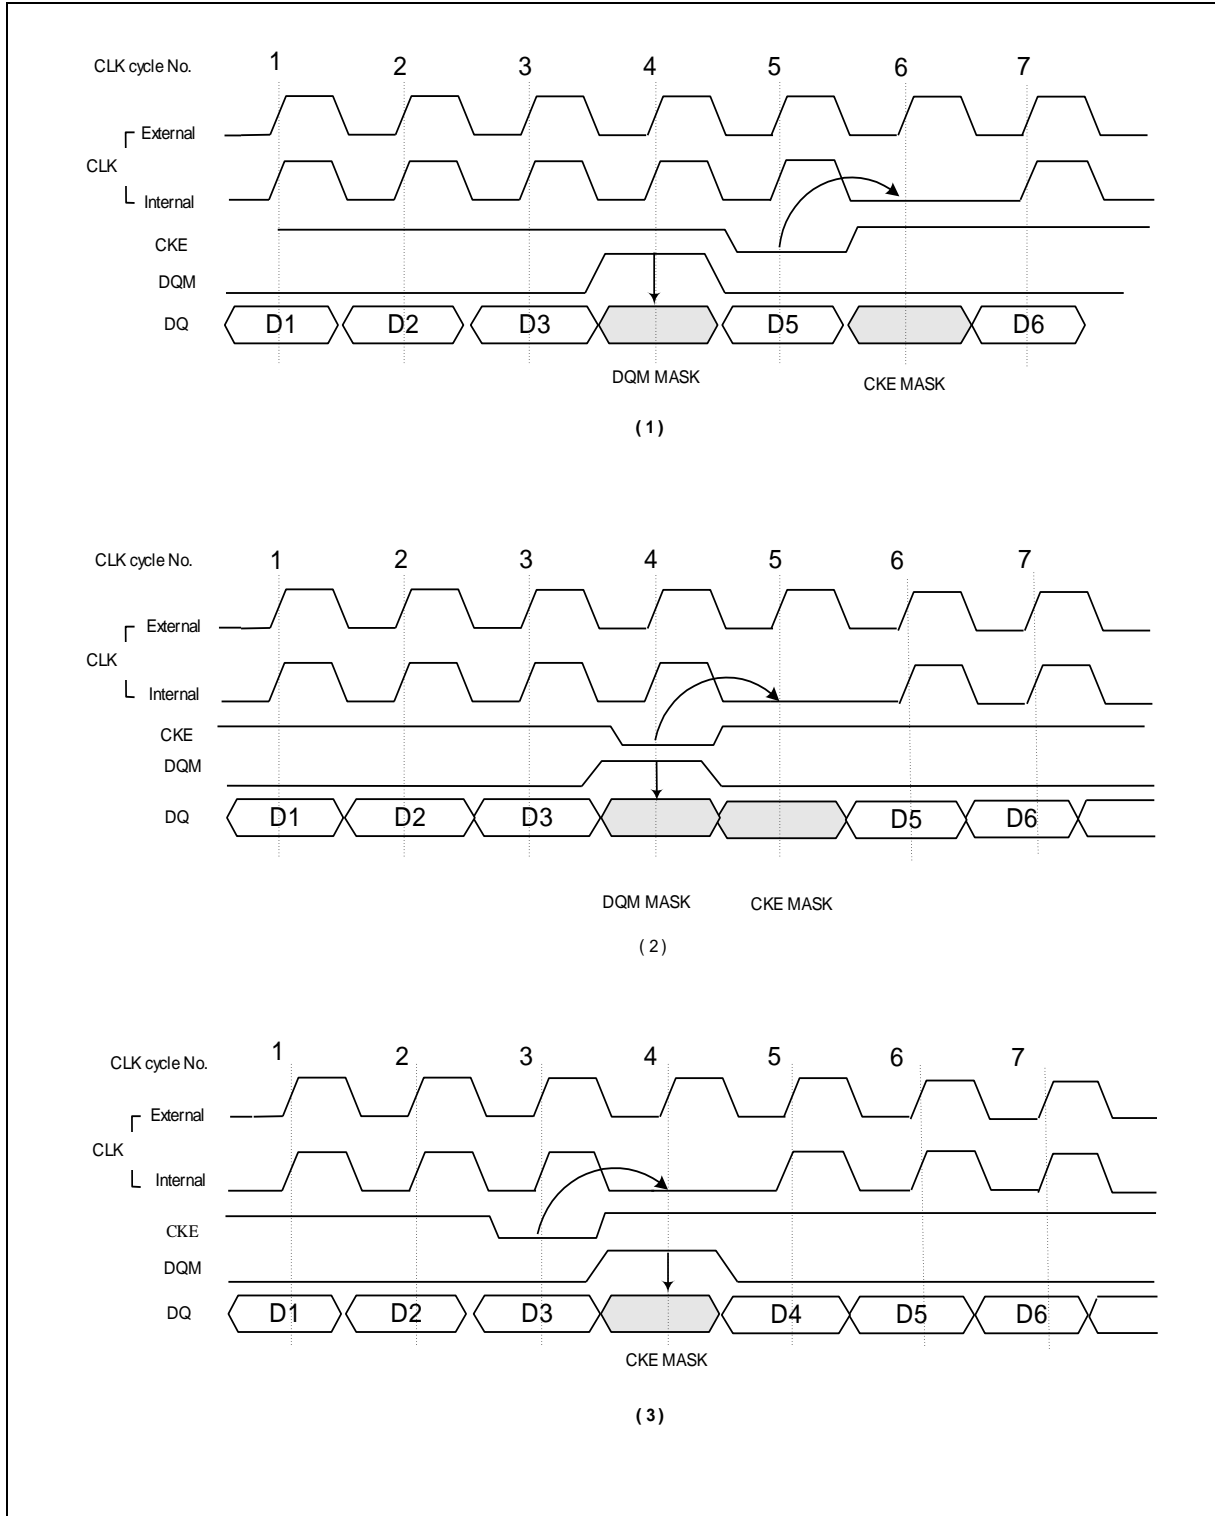 CLK cycle No. 1 2 3 4 5 6 7
External
CLK
Internal
CKE
DQM
DQ D1 D2 D3 D5 D6
DQM MASK CKE MASK
( 1 )
CLK cycle No. 1 2 3 4 5 6 7
External
CLK
Internal
CKE
DQM
DQ D1 D2 D3 D5 D6
DQM MASK CKE MASK
( 2 )
CLK cycle No. 1 2 3 4 5 6 7
External
CLK
Internal
CKE
DQM
DQ D1 D2 D3 D4 D5 D6
CKE MASK
( 3 )